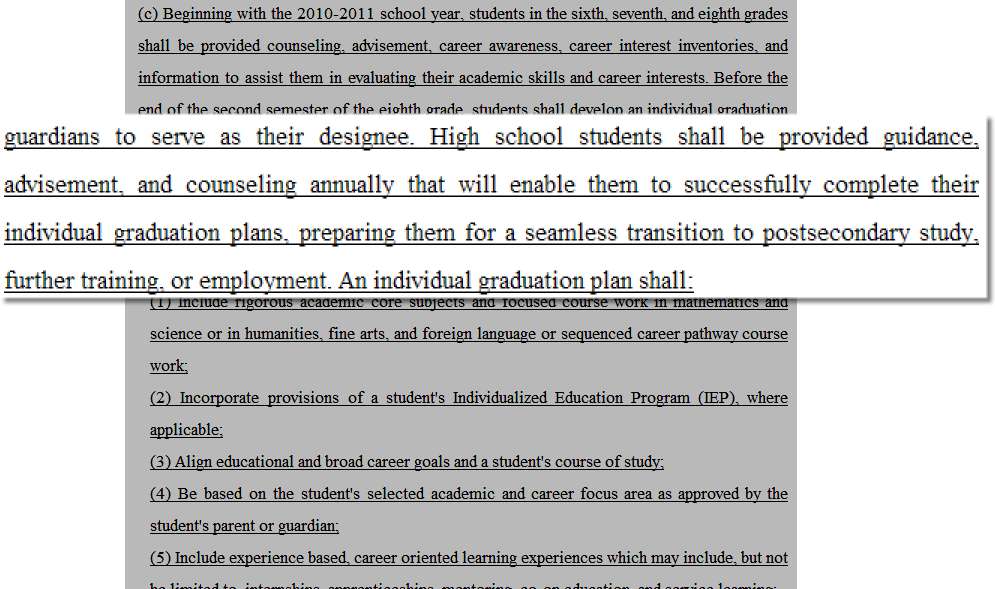 (c) Beginning with the 2010-2011 school year, students in the sixth, seventh, and eighth grades
shall be provided counseling, advisement, career awareness, career interest inventories, and
information to assist them in evaluating their academic skills and career interests. Before the
end of the second semester of the eighth grade, students shall develop an individual graduation
guardians to serve as their designee. High school students shall be provided guidance,
advisement, and counseling annually that will enable them to successfully complete their
individual graduation plans, preparing them for a seamless transition to postsecondary study,
further training, or employment. An individual graduation plan shall:
(1) Include rigorous academic core subjects and focused course work in mathematics and
science or in humanities, fine arts, and foreign language or sequenced career pathway course
work;
(2) Incorporate provisions of a student's Individualized Education Program (IEP), where
applicable;
(3) Align educational and broad career goals and a student's course of study;
(4) Be based on the student's selected academic and career focus area as approved by the
student's parent or guardian;
(5) Include experience based, career oriented learning experiences which may include, but not
be limited to, internships, apprenticeships, mentoring, co-op education, and service learning;